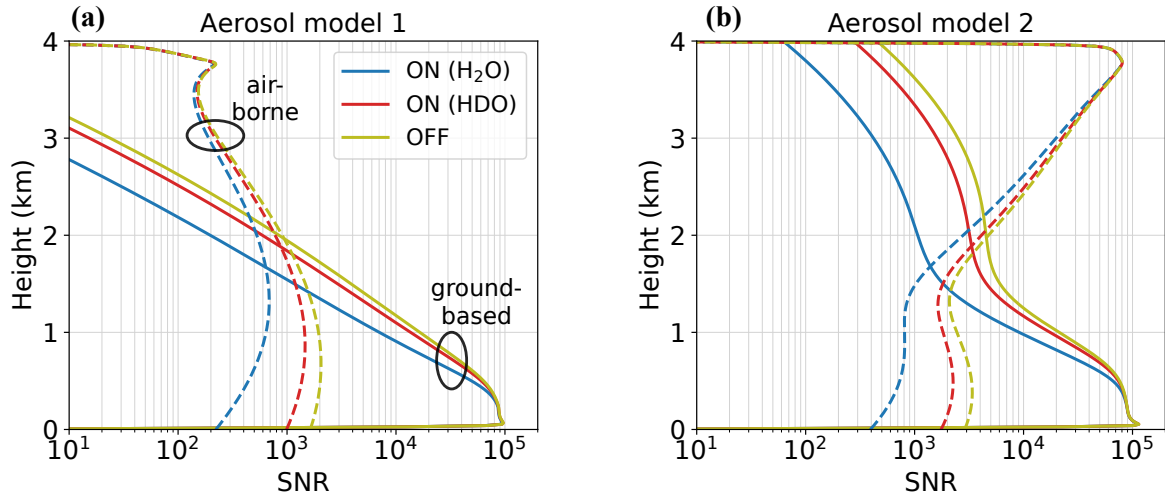 (a)
Aerosol model 1
4
3
2
1
0
Height (km)
10¹
10²
10³
10⁴
10⁵
SNR
air-
borne
ground-
based
ON (H₂O)
ON (HDO)
OFF
(b)
Aerosol model 2
4
3
2
1
0
Height (km)
10¹
10²
10³
10⁴
10⁵
SNR